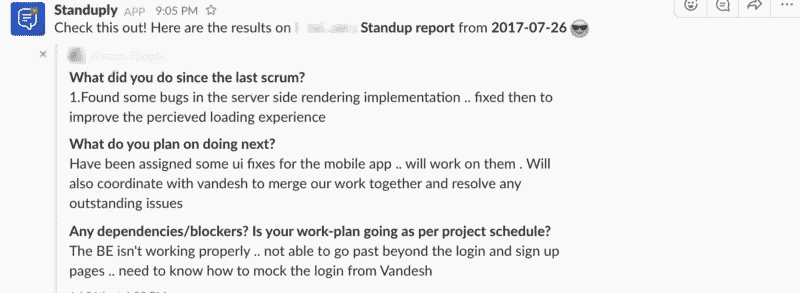 Standuply APP 9:05 PM
Check this out! Here are the results on Standup report from 2017-07-26
What did you do since the last scrum?
1.Found some bugs in the server side rendering implementation .. fixed then to
improve the percieved loading experience
What do you plan on doing next?
Have been assigned some ui fixes for the mobile app .. will work on them . Will
also coordinate with vandesh to merge our work together and resolve any
outstanding issues
Any dependencies/blockers? Is your work-plan going as per project schedule?
The BE isn't working properly .. not able to go past beyond the login and sign up
pages .. need to know how to mock the login from Vandesh